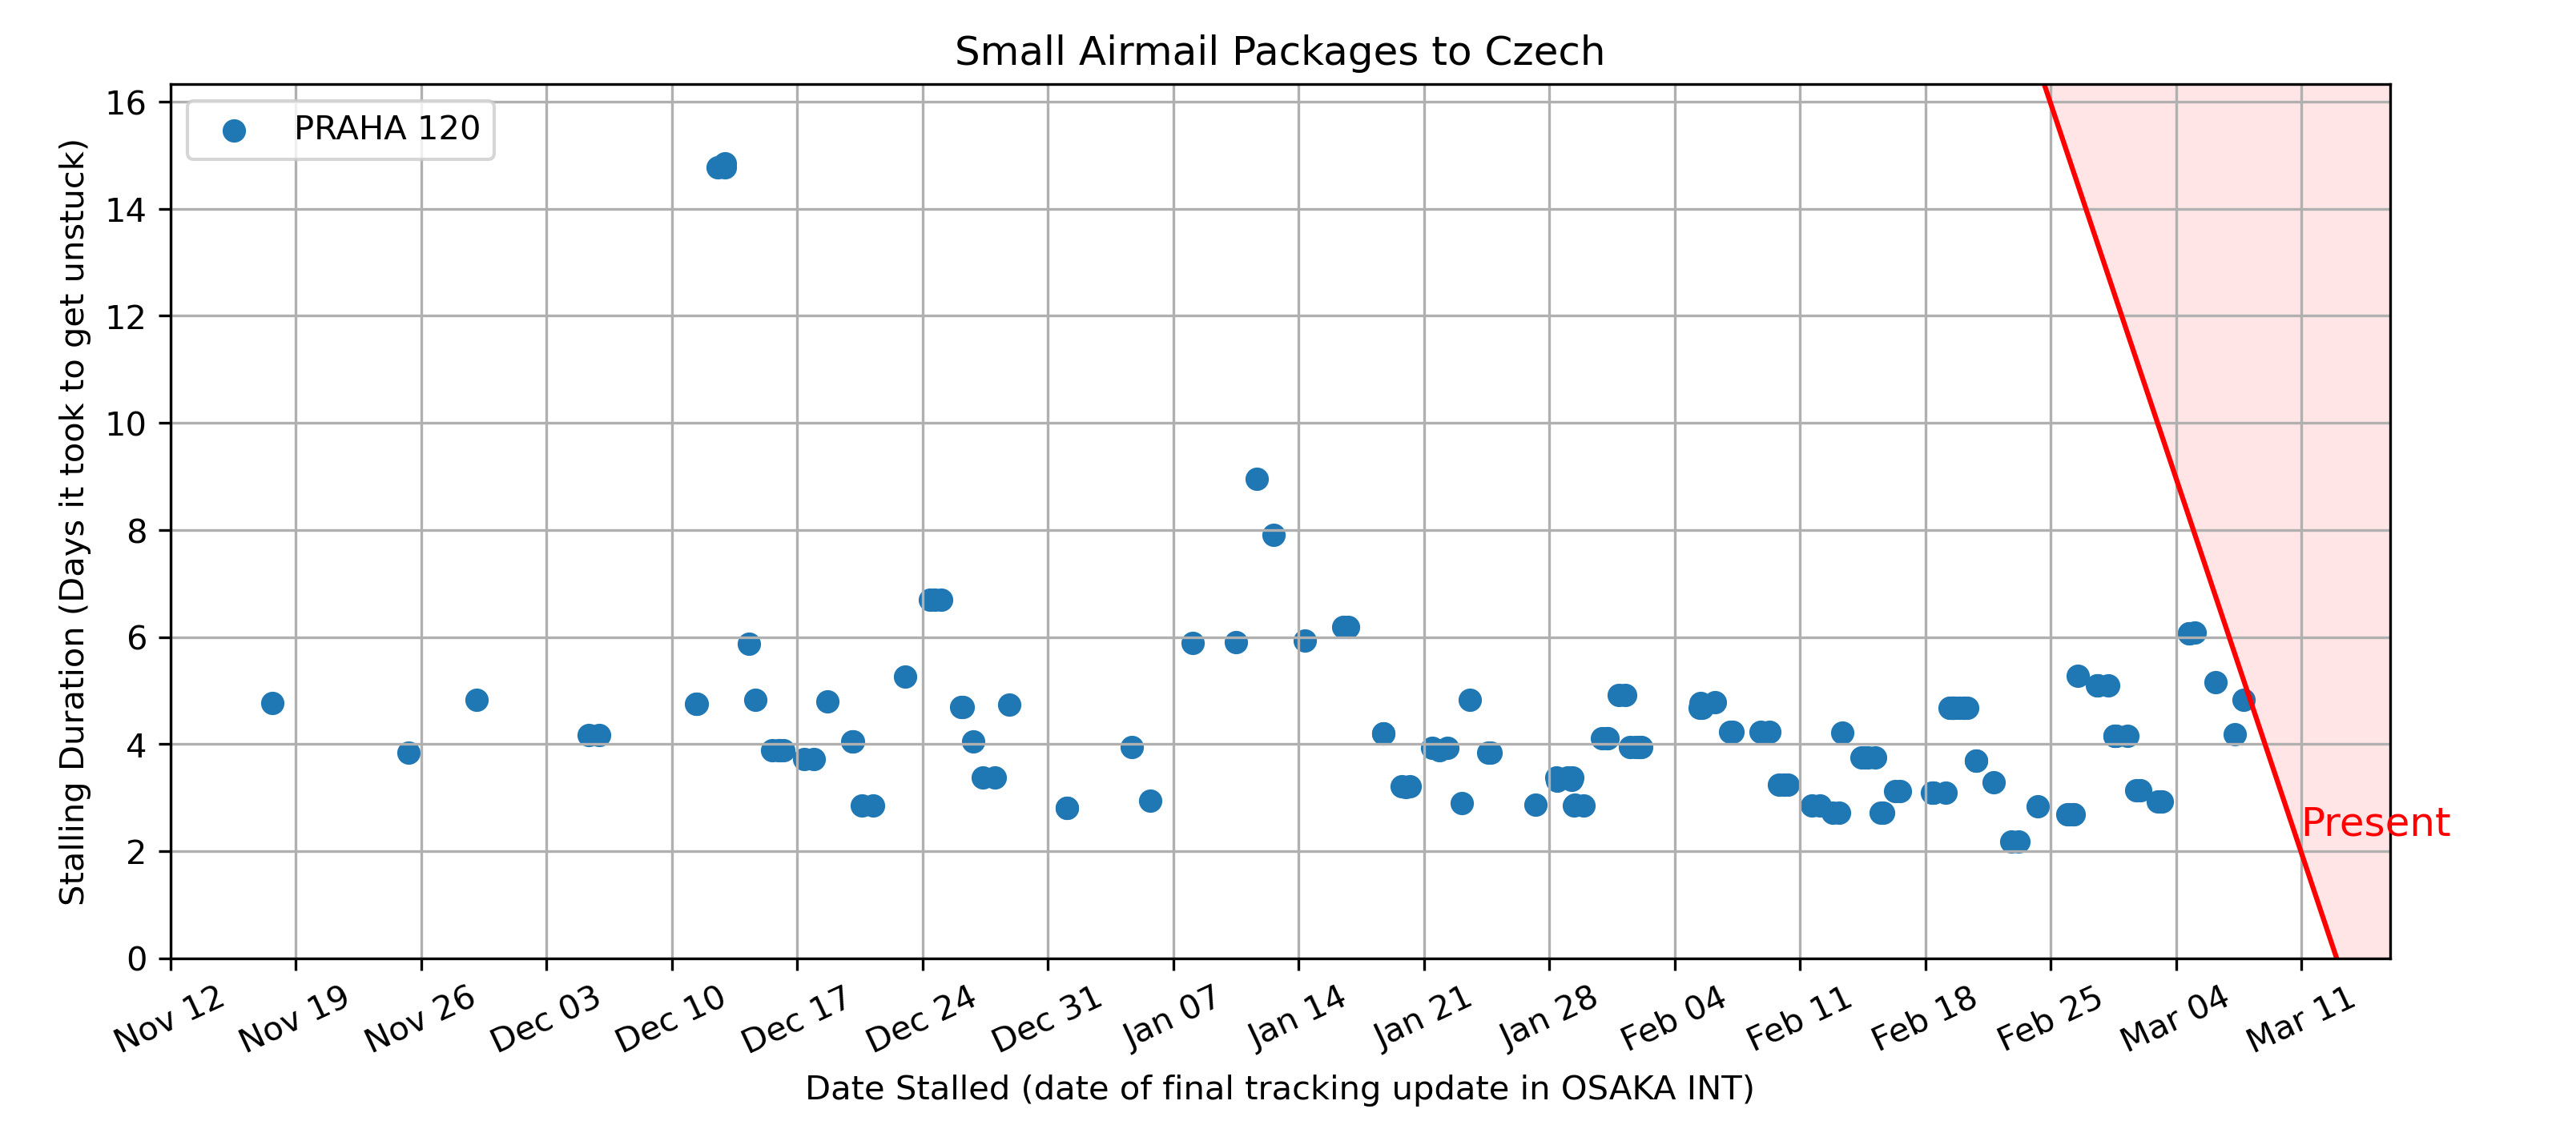 Small Airmail Packages to Czech
PRAHA 120
Stalling Duration (Days it took to get unstuck)
16
14
12
10
8
6
4
2
0
Present
Nov 12
Nov 19
Nov 26
Dec 03
Dec 10
Dec 17
Dec 24
Dec 31
Jan 07
Jan 14
Jan 21
Jan 28
Feb 04
Feb 11
Feb 18
Feb 25
Mar 04
Mar 11
Date Stalled (date of final tracking update in OSAKA INT)